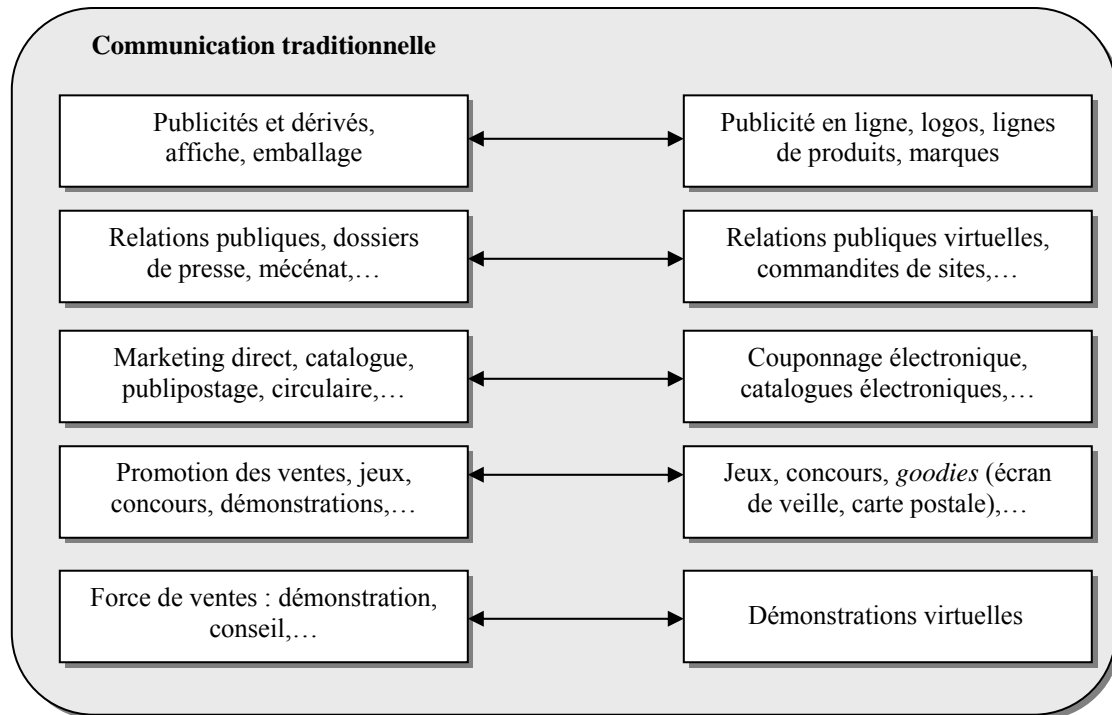 Communication traditionnelle
Publicités et dérivés,
affiche, emballage
Publicité en ligne, logos, lignes
de produits, marques
Relations publiques, dossiers
de presse, mécénat,…
Relations publiques virtuelles,
commandites de sites,…
Marketing direct, catalogue,
publipostage, circulaire,…
Couponnage électronique,
catalogues électroniques,…
Promotion des ventes, jeux,
concours, démonstrations,…
Jeux, concours, goodies (écran
de veille, carte postale),…
Force de ventes : démonstration,
conseil,…
Démonstrations virtuelles